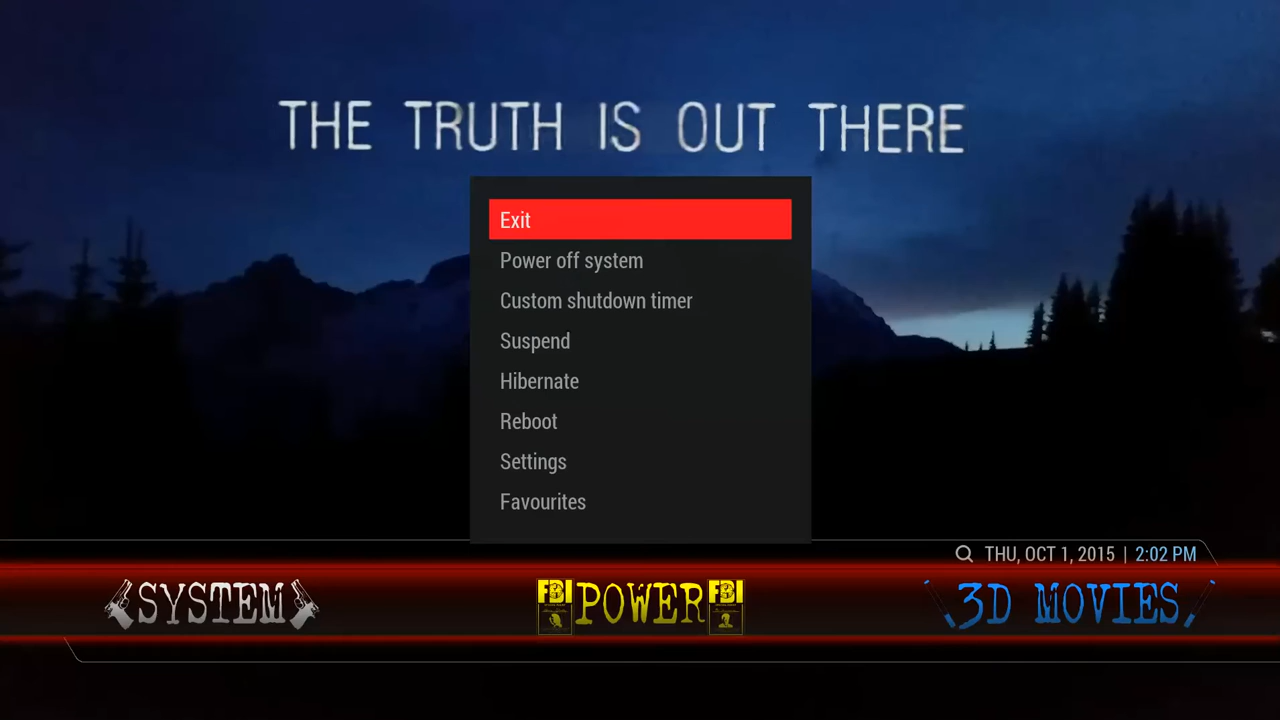 THE TRUTH IS OUT THERE
Exit
Power off system
Custom shutdown timer
Suspend
Hibernate
Reboot
Settings
Favourites
THU, OCT 1, 2015 | 2:02 PM
SYSTEM
FBI POWER FBI
3D MOVIES